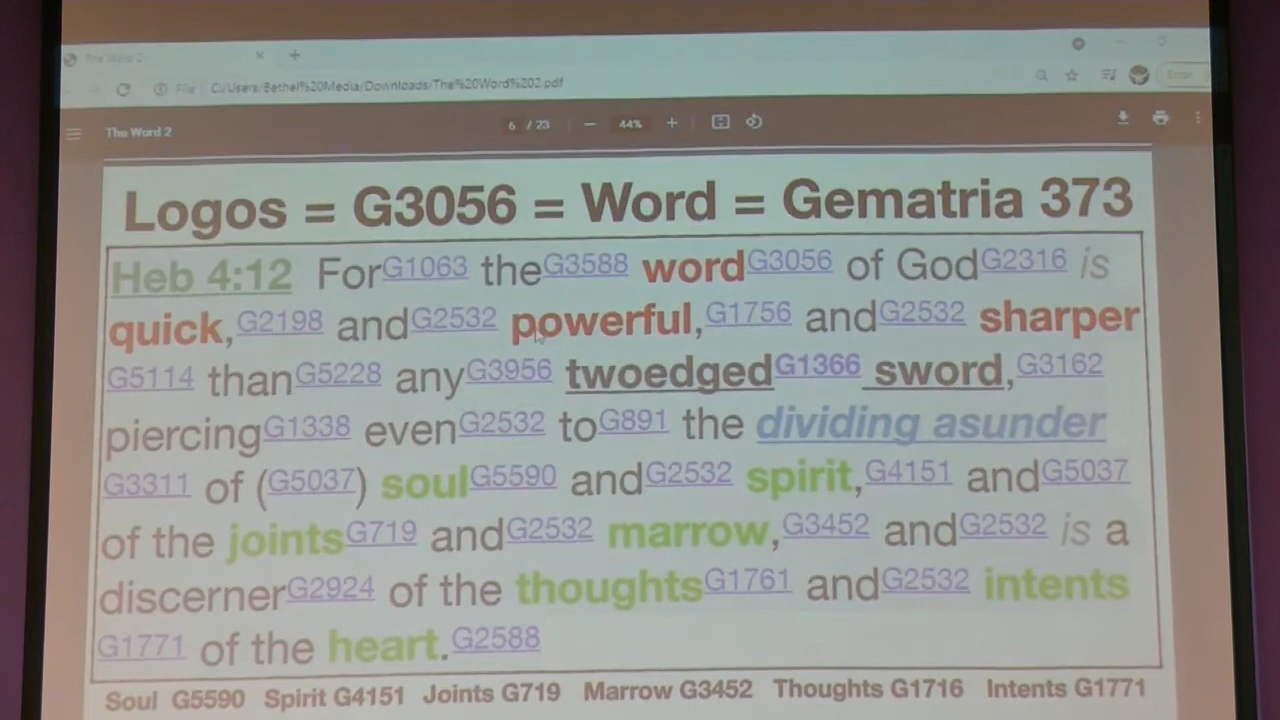 The Word 2
File C:/Users/Bethel%20Media/Downloads/The%20Word%202.pdf Error
The Word 2 6 / 23 44%
Logos = G3056 = Word = Gematria 373
Heb 4:12 ForG1063 theG3588 wordG3056 of GodG2316 is
quick,G2198 andG2532 powerful,G1756 andG2532 sharper
G5114 thanG5228 anyG3956 twoedgedG1366 sword,G3162
piercingG1338 evenG2532 toG891 the dividing asunder
G3311 of (G5037) soulG5590 andG2532 spirit,G4151 andG5037
of the jointsG719 andG2532 marrow,G3452 andG2532 is a
discernerG2924 of the thoughtsG1761 andG2532 intents
G1771 of the heart.G2588
Soul G5590 Spirit G4151 Joints G719 Marrow G3452 Thoughts G1716 Intents G1771